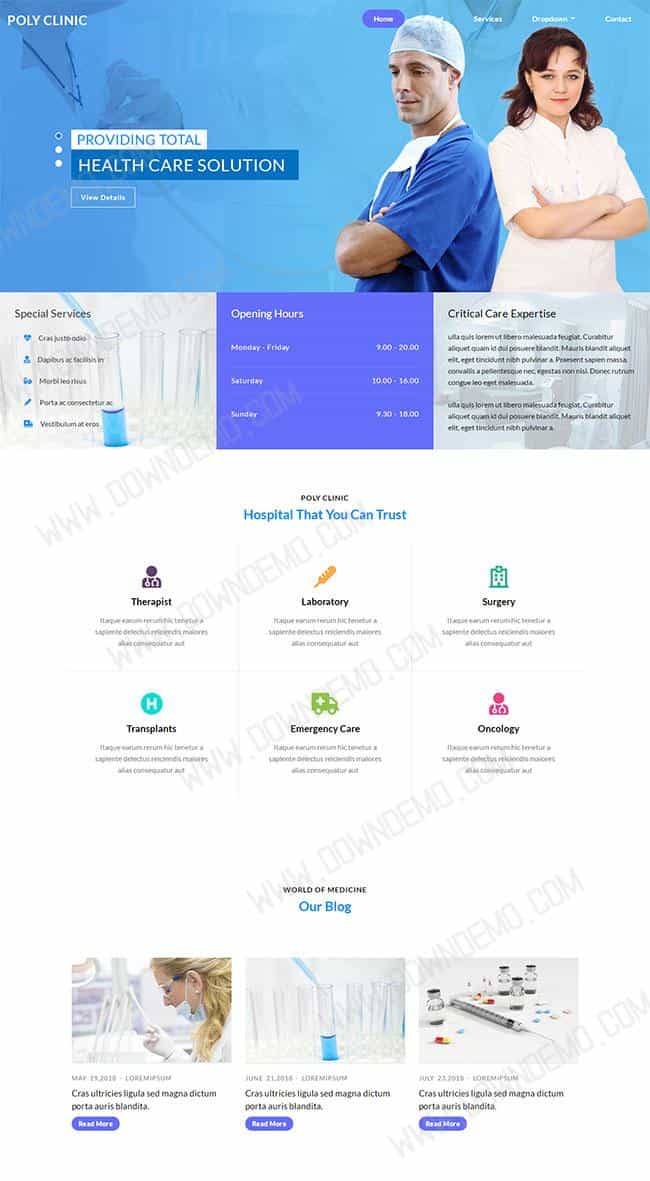 POLY CLINIC
Home
Services
Dropdown
Contact
PROVIDING TOTAL
HEALTH CARE SOLUTION
View Details
Special Services
Cras justo odio
Dapibus ac facilisis in
Morbi leo risus
Porta ac consectetur ac
Vestibulum at eros
Opening Hours
Monday - Friday 9.00 - 20.00
Saturday 10.00 - 16.00
Sunday 9.30 - 18.00
Critical Care Expertise
ulla quis lorem ut libero malesuada feugiat. Curabitur
aliquet quam id dui posuere blandit. Mauris blandit aliquet
elit, eget tincidunt nibh pulvinar a. Praesent sapien massa,
convallis a pellentesque nec, egestas non nisi. Donec rutrum
congue leo eget malesuada.
ulla quis lorem ut libero malesuada feugiat. Curabitur
aliquet quam id dui posuere blandit. Mauris blandit aliquet
elit, eget tincidunt nibh pulvinar a.
POLY CLINIC
Hospital That You Can Trust
Therapist
Itaque earum rerum hic tenetur a
sapiente delectus reiciendis maiores
alias consequatur aut
Laboratory
Itaque earum rerum hic tenetur a
sapiente delectus reiciendis maiores
alias consequatur aut
Surgery
Itaque earum rerum hic tenetur a
sapiente delectus reiciendis maiores
alias consequatur aut
Transplants
Itaque earum rerum hic tenetur a
sapiente delectus reiciendis maiores
alias consequatur aut
Emergency Care
Itaque earum rerum hic tenetur a
sapiente delectus reiciendis maiores
alias consequatur aut
Oncology
Itaque earum rerum hic tenetur a
sapiente delectus reiciendis maiores
alias consequatur aut
WORLD OF MEDICINE
Our Blog
MAY 19,2018 - LOREMIPSUM
Cras ultricies ligula sed magna dictum
porta auris blandita.
Read More
JUNE 21,2018 - LOREMIPSUM
Cras ultricies ligula sed magna dictum
porta auris blandita.
Read More
JULY 23,2018 - LOREMIPSUM
Cras ultricies ligula sed magna dictum
porta auris blandita.
Read More
WWW.DOWNDEMO.COM
WWW.DOWNDEMO.COM
WWW.DOWNDEMO.COM
WWW.DOWNDEMO.COM
WWW.DOWNDEMO.COM